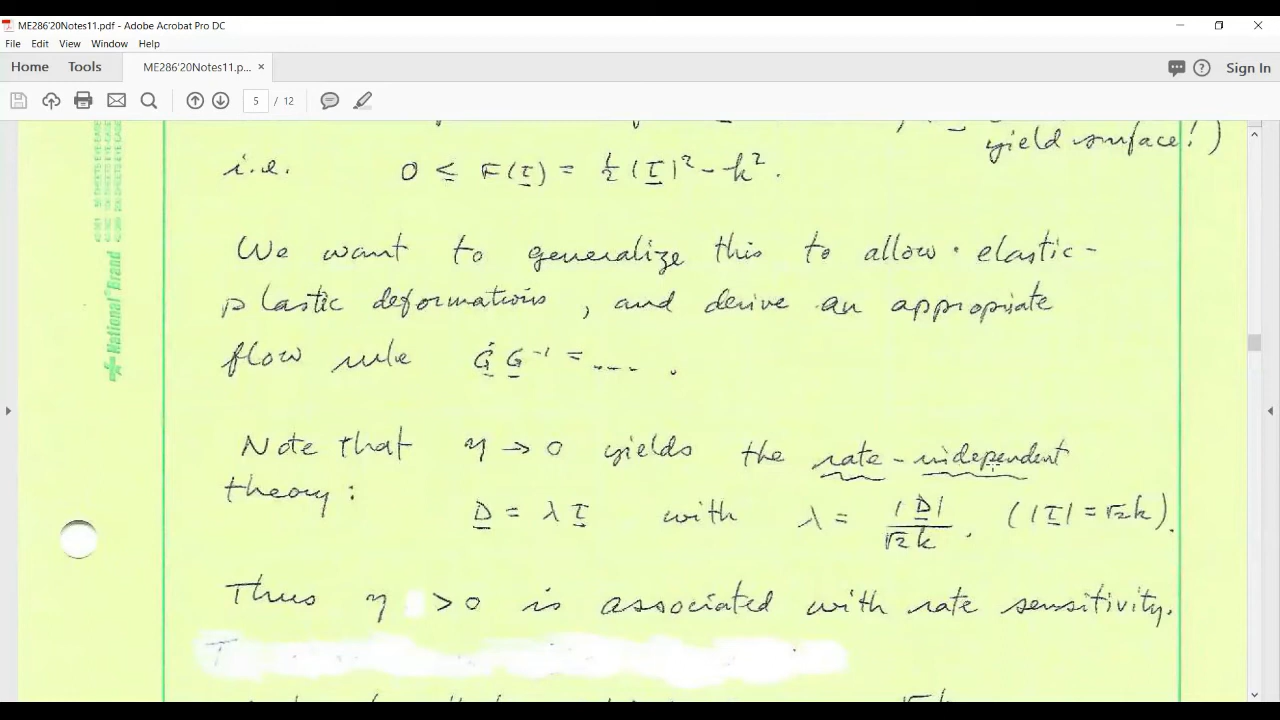 ME286'20Notes11.pdf - Adobe Acrobat Pro DC
File Edit View Window Help
Home Tools ME286'20Notes11.p... × Sign In
5 / 12
yield surface!)
i.e. 0 ≤ F(τ) = ½ (τ)² - k².
We want to generalize this to allow elastic-
plastic deformations, and derive an appropriate
flow rule Ġ G⁻¹ = .... .
Note that η → 0 yields the rate-independent
theory:
D = λ τ with λ = |D| / √2 k , (|τ| = √2 k).
Thus η > 0 is associated with rate sensitivity.
National Brand